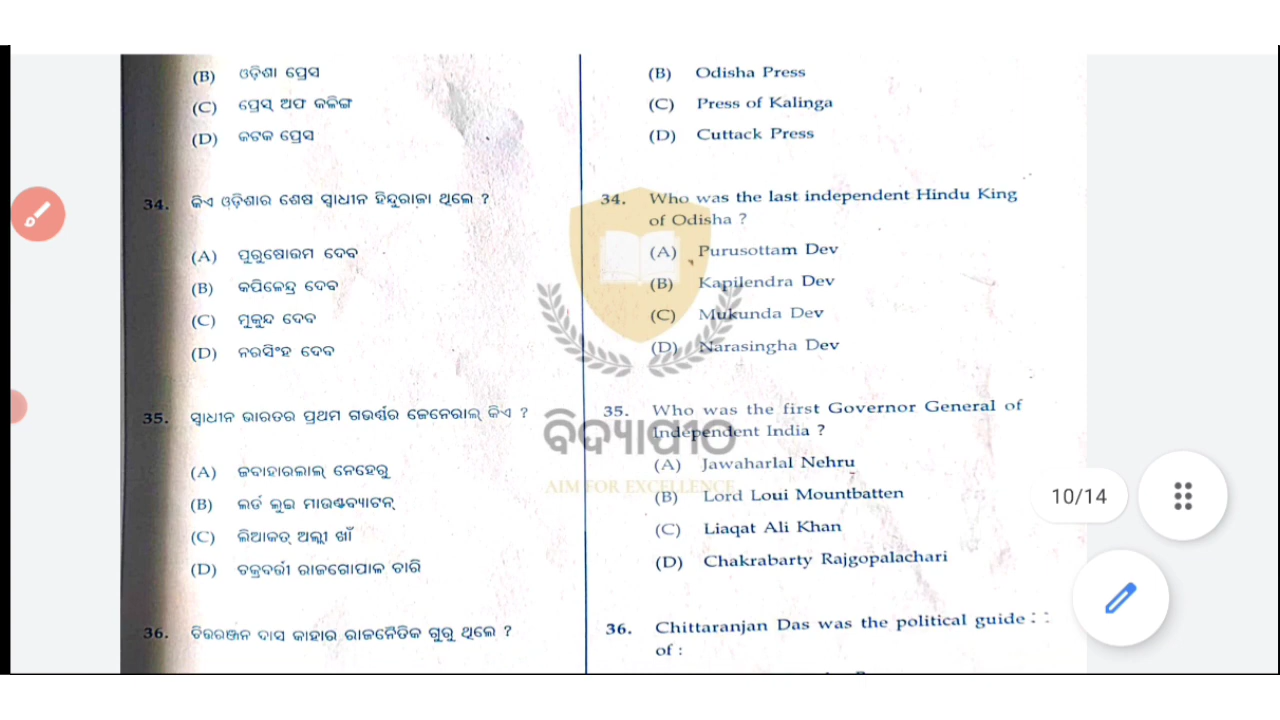 (B) ଓଡ଼ିଶା ପ୍ରେସ
(C) ପ୍ରେସ୍ ଅଫ କଳିଙ୍ଗ
(D) କଟକ ପ୍ରେସ
34. କିଏ ଓଡ଼ିଶାର ଶେଷ ସ୍ୱାଧୀନ ହିନ୍ଦୁରାଜା ଥିଲେ ?
(A) ପୁରୁଷୋତ୍ତମ ଦେବ
(B) କପିଳେନ୍ଦ୍ର ଦେବ
(C) ମୁକୁନ୍ଦ ଦେବ
(D) ନରସିଂହ ଦେବ
35. ସ୍ୱାଧୀନ ଭାରତର ପ୍ରଥମ ଗଭର୍ଣ୍ଣର ଜେନେରାଲ୍ କିଏ ?
(A) ଜବାହାରଲାଲ୍ ନେହେରୁ
(B) ଲର୍ଡ ଲୁଇ ମାଉଣ୍ଟବ୍ୟାଟନ୍
(C) ଲିଆକତ୍ ଅଲ୍ଲୀ ଖାଁ
(D) ଚକ୍ରବର୍ତ୍ତୀ ରାଜଗୋପାଳ ଚାରି
36. ଚିତ୍ତରଞ୍ଜନ ଦାସ କାହାର ରାଜନୈତିକ ଗୁରୁ ଥିଲେ ?
(B) Odisha Press
(C) Press of Kalinga
(D) Cuttack Press
34. Who was the last independent Hindu King
of Odisha ?
(A) Purusottam Dev
(B) Kapilendra Dev
(C) Mukunda Dev
(D) Narasingha Dev
35. Who was the first Governor General of
Independent India ?
(A) Jawaharlal Nehru
(B) Lord Loui Mountbatten
(C) Liaqat Ali Khan
(D) Chakrabarty Rajgopalachari
36. Chittaranjan Das was the political guide
of :
ବିଦ୍ୟାପୀଠ
AIM FOR EXCELLENCE
10/14